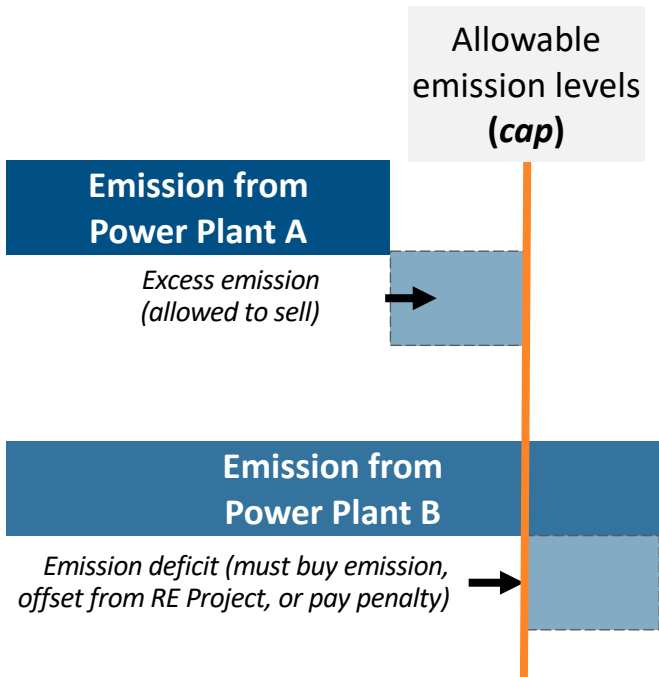 Allowable
emission levels
(cap)
Emission from
Power Plant A
Excess emission
(allowed to sell)
Emission from
Power Plant B
Emission deficit (must buy emission,
offset from RE Project, or pay penalty)